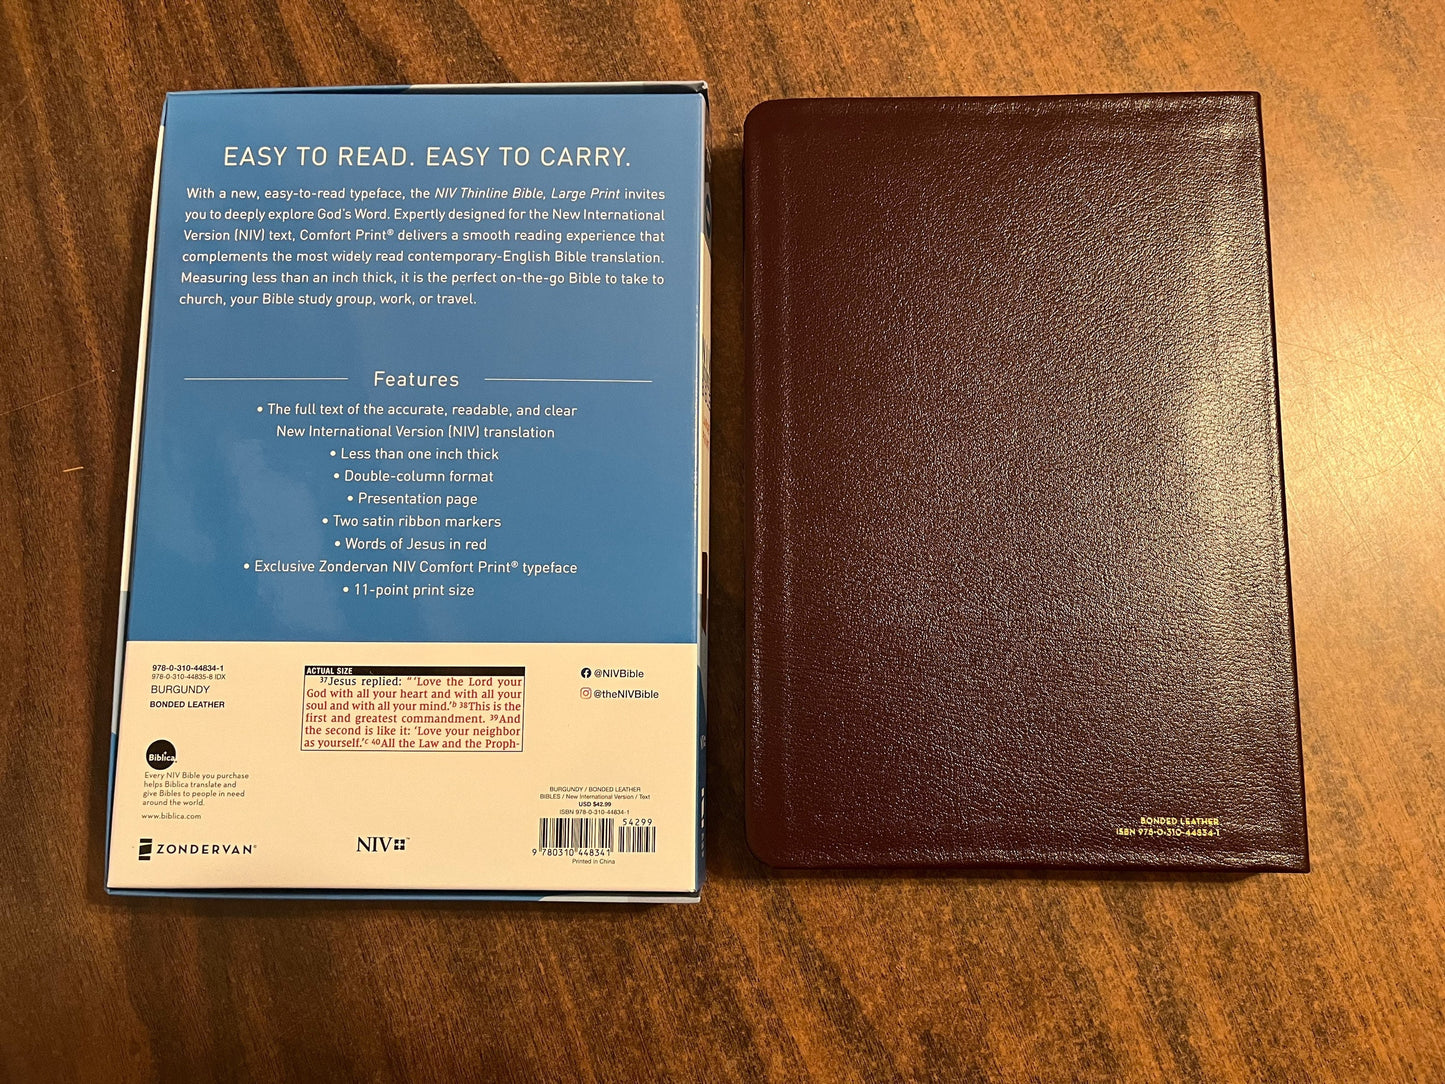 EASY TO READ. EASY TO CARRY.
With a new, easy-to-read typeface, the NIV Thinline Bible, Large Print invites
you to deeply explore God's Word. Expertly designed for the New International
Version (NIV) text, Comfort Print® delivers a smooth reading experience that
complements the most widely read contemporary-English Bible translation.
Measuring less than an inch thick, it is the perfect on-the-go Bible to take to
church, your Bible study group, work, or travel.
Features
• The full text of the accurate, readable, and clear
New International Version (NIV) translation
• Less than one inch thick
• Double-column format
• Presentation page
• Two satin ribbon markers
• Words of Jesus in red
• Exclusive Zondervan NIV Comfort Print® typeface
• 11-point print size
978-0-310-44834-1
978-0-310-44835-8 IDX
BURGUNDY
BONDED LEATHER
Biblica
Every NIV Bible you purchase
helps Biblica translate and
give Bibles to people in need
around the world.
www.biblica.com
ZONDERVAN®
ACTUAL SIZE
37Jesus replied: "'Love the Lord your
God with all your heart and with all your
soul and with all your mind.'b 38This is the
first and greatest commandment. 39And
the second is like it: 'Love your neighbor
as yourself.'c 40All the Law and the Proph-
NIV™
@NIVBible
@theNIVBible
BURGUNDY / BONDED LEATHER
BIBLES / New International Version / Text
USD $42.99
ISBN 978-0-310-44834-1
54299
9 780310 448341
Printed in China
BONDED LEATHER
ISBN 978-0-310-44834-1